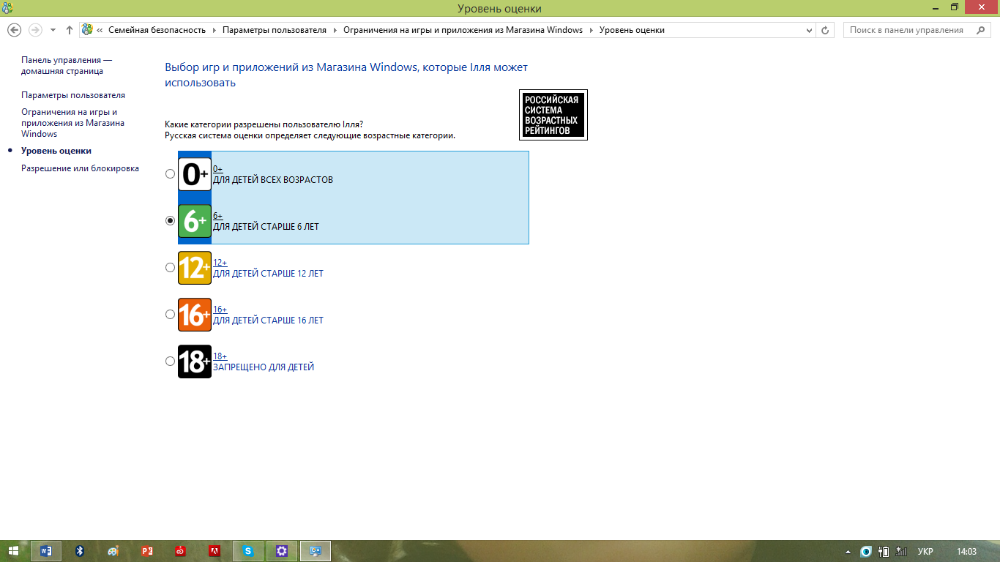 Уровень оценки
« Семейная безопасность Параметры пользователя Ограничения на игры и приложения из Магазина Windows Уровень оценки
Поиск в панели управления
Панель управления —
домашняя страница
Параметры пользователя
Ограничения на игры и
приложения из Магазина
Windows
Уровень оценки
Разрешение или блокировка
Выбор игр и приложений из Магазина Windows, которые Ілля может
использовать
РОССИЙСКАЯ
СИСТЕМА
ВОЗРАСТНЫХ
РЕЙТИНГОВ
Какие категории разрешены пользователю Ілля?
Русская система оценки определяет следующие возрастные категории.
0+
0+
ДЛЯ ДЕТЕЙ ВСЕХ ВОЗРАСТОВ
6+
6+
ДЛЯ ДЕТЕЙ СТАРШЕ 6 ЛЕТ
12+
12+
ДЛЯ ДЕТЕЙ СТАРШЕ 12 ЛЕТ
16+
16+
ДЛЯ ДЕТЕЙ СТАРШЕ 16 ЛЕТ
18+
18+
ЗАПРЕЩЕНО ДЛЯ ДЕТЕЙ
УКР
14:03